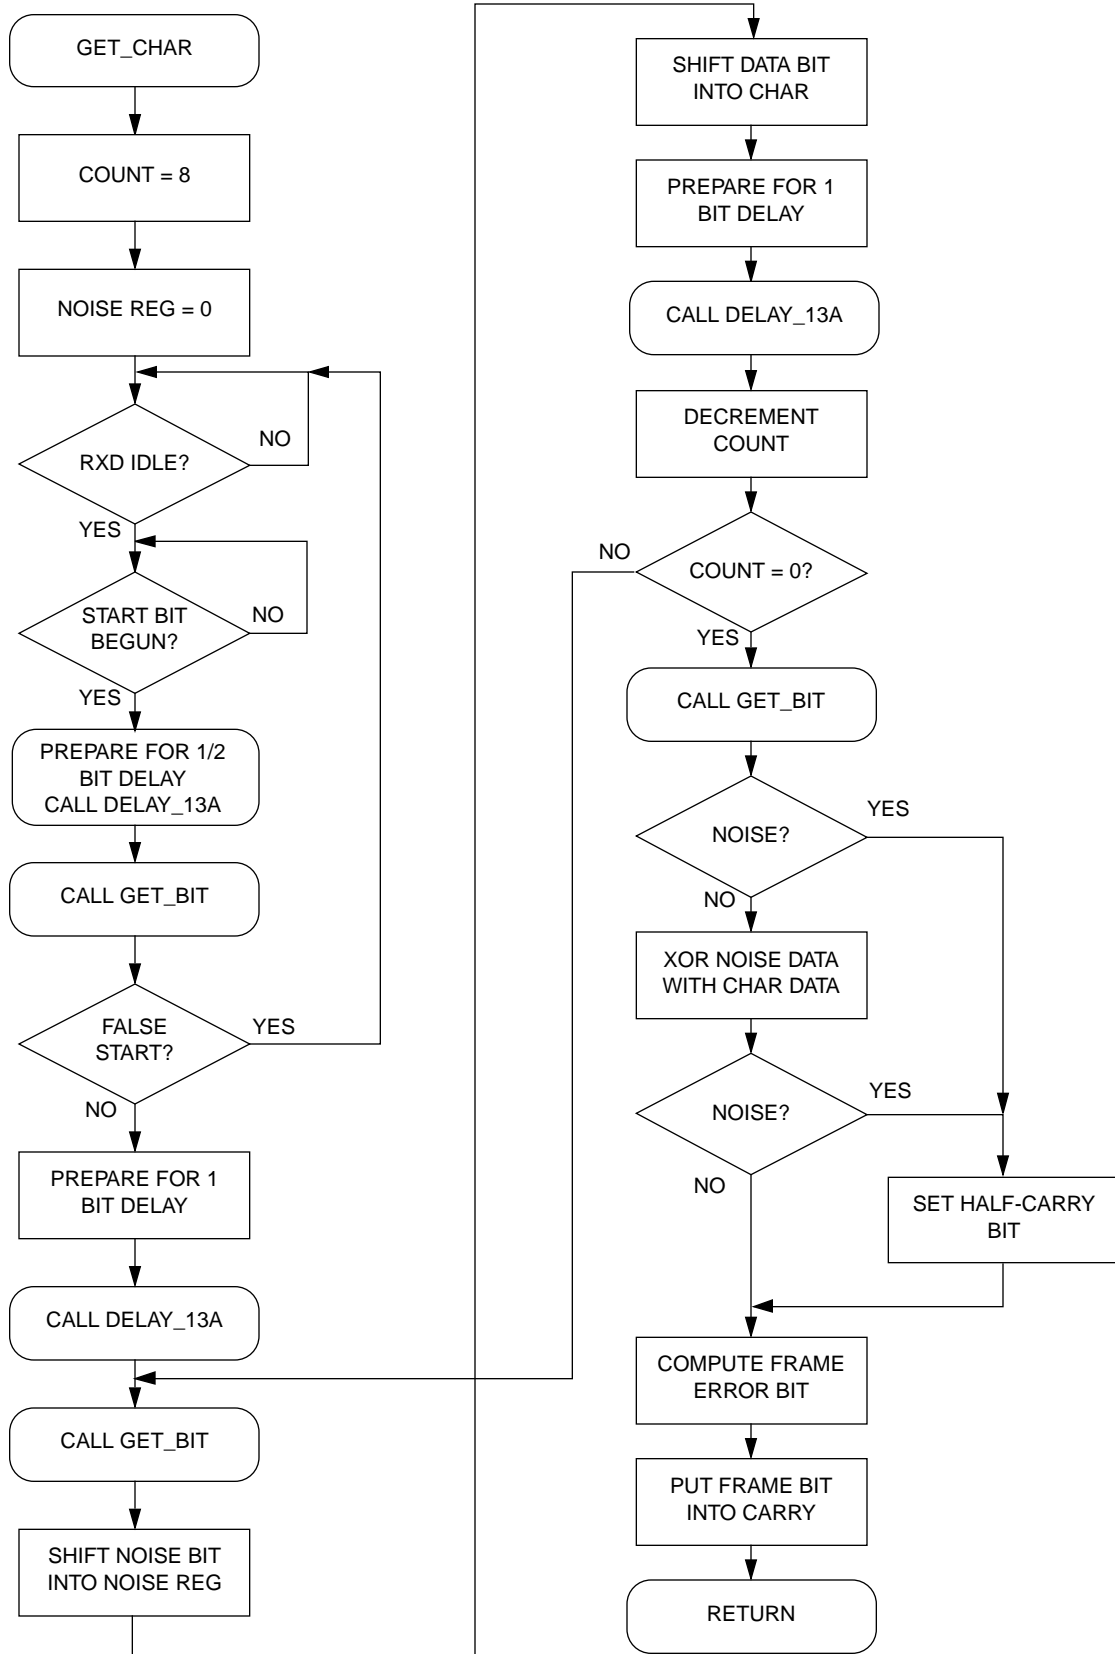 GET_CHAR
COUNT = 8
NOISE REG = 0
RXD IDLE?
NO
YES
START BIT
BEGUN?
NO
YES
PREPARE FOR 1/2
BIT DELAY
CALL DELAY_13A
CALL GET_BIT
FALSE
START?
YES
NO
PREPARE FOR 1
BIT DELAY
CALL DELAY_13A
CALL GET_BIT
SHIFT NOISE BIT
INTO NOISE REG
SHIFT DATA BIT
INTO CHAR
PREPARE FOR 1
BIT DELAY
CALL DELAY_13A
DECREMENT
COUNT
NO
COUNT = 0?
YES
CALL GET_BIT
NOISE?
YES
NO
XOR NOISE DATA
WITH CHAR DATA
NOISE?
YES
NO
SET HALF-CARRY
BIT
COMPUTE FRAME
ERROR BIT
PUT FRAME BIT
INTO CARRY
RETURN